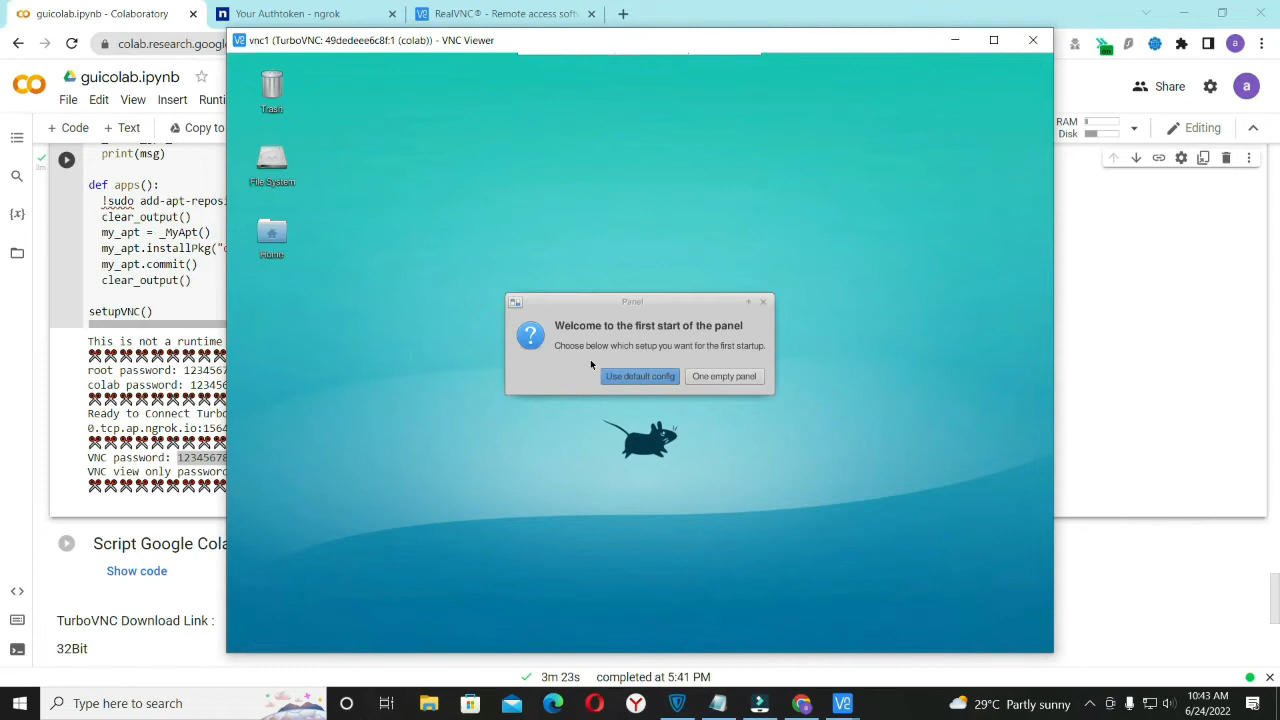 guicolab.ipynb - Colaboratory
Your Authtoken - ngrok
RealVNC® - Remote access soft
colab.research.goog
a
vnc1 (TurboVNC: 49dedeee6c8f:1 (colab)) - VNC Viewer
guicolab.ipynb
File Edit View Insert Runti
Share
a
+ Code + Text Copy to
RAM
Disk
Editing
print(msg)
def apps():
!sudo add-apt-reposi
clear_output()
my_apt = _MyApt()
my_apt.installPkg("
my_apt.commit()
clear_output()
setupVNC()
3m
{x}
This is not a runtime
root password: 1234567
colab password: 12345
Ready to Connect Turbo
0.tcp.ap.ngrok.io:1564
VNC password: 12345678
VNC view only password
Trash
File System
Home
Panel
Welcome to the first start of the panel
Choose below which setup you want for the first startup.
Use default config
One empty panel
Script Google Cola
Show code
TurboVNC Download Link :
32Bit
3m 23s completed at 5:41 PM
Type here to search
29°C Partly sunny
10:43 AM
6/24/2022